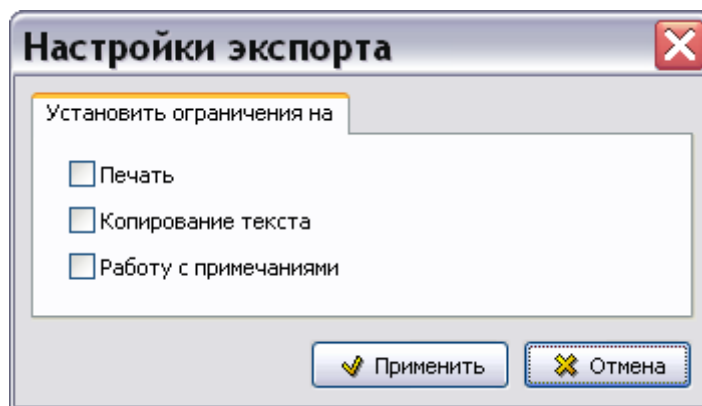 Настройки экспорта
Установить ограничения на
Печать
Копирование текста
Работу с примечаниями
Применить
Отмена